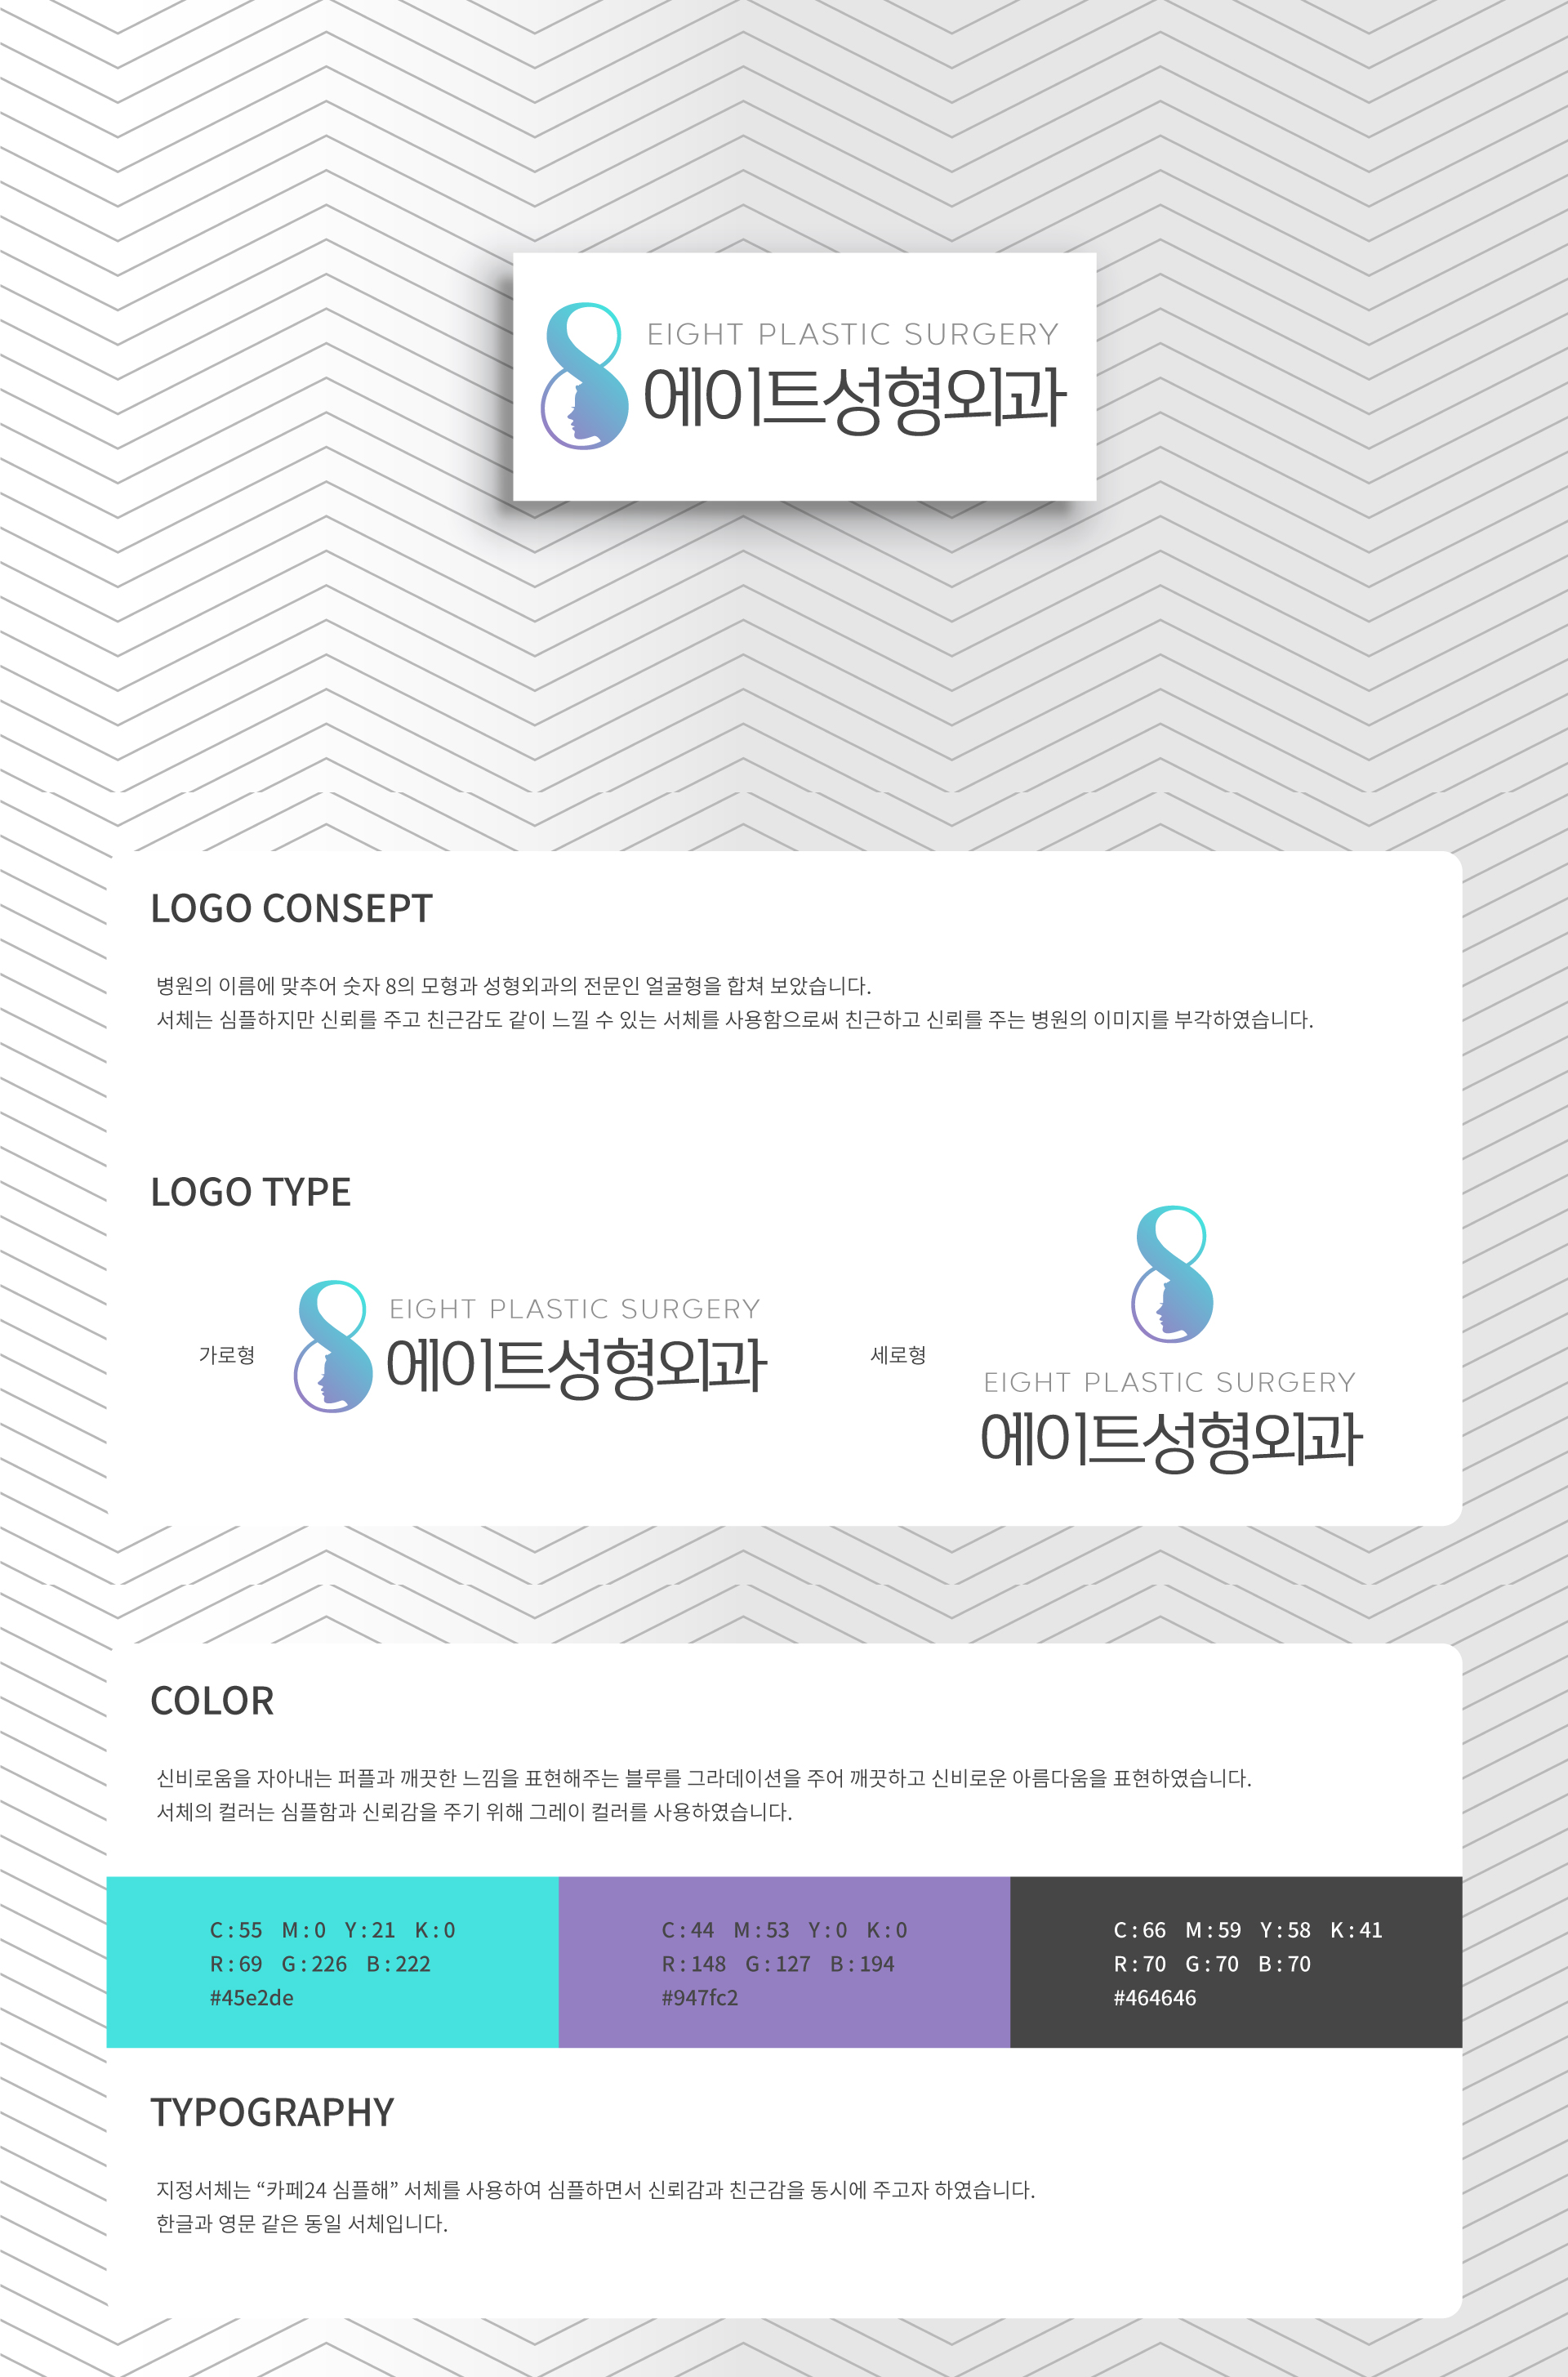 EIGHT PLASTIC SURGERY
에이트성형외과
LOGO CONSEPT
병원의 이름에 맞추어 숫자 8의 모형과 성형외과의 전문인 얼굴형을 합쳐 보았습니다.
서체는 심플하지만 신뢰를 주고 친근감도 같이 느낄 수 있는 서체를 사용함으로써 친근하고 신뢰를 주는 병원의 이미지를 부각하였습니다.
LOGO TYPE
가로형
EIGHT PLASTIC SURGERY
에이트성형외과
세로형
EIGHT PLASTIC SURGERY
에이트성형외과
COLOR
신비로움을 자아내는 퍼플과 깨끗한 느낌을 표현해주는 블루를 그라데이션을 주어 깨끗하고 신비로운 아름다움을 표현하였습니다.
서체의 컬러는 심플함과 신뢰감을 주기 위해 그레이 컬러를 사용하였습니다.
C : 55 M : 0 Y : 21 K : 0
R : 69 G : 226 B : 222
#45e2de
C : 44 M : 53 Y : 0 K : 0
R : 148 G : 127 B : 194
#947fc2
C : 66 M : 59 Y : 58 K : 41
R : 70 G : 70 B : 70
#464646
TYPOGRAPHY
지정서체는 “카페24 심플해” 서체를 사용하여 심플하면서 신뢰감과 친근감을 동시에 주고자 하였습니다.
한글과 영문 같은 동일 서체입니다.